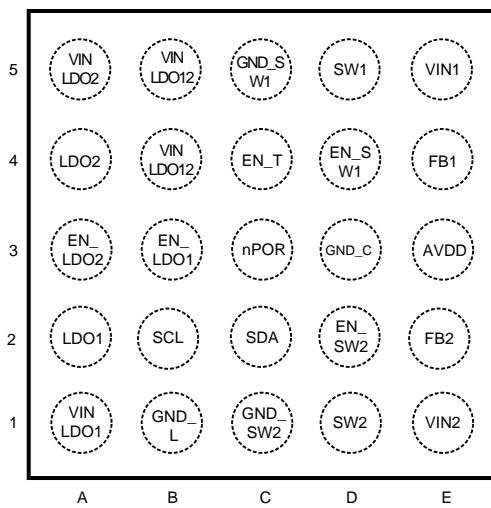 5
VIN
LDO2
VIN
LDO12
GND_S
W1
SW1
VIN1
4
LDO2
VIN
LDO12
EN_T
EN_S
W1
FB1
3
EN_
LDO2
EN_
LDO1
nPOR
GND_C
AVDD
2
LDO1
SCL
SDA
EN_
SW2
FB2
1
VIN
LDO1
GND_
L
GND_
SW2
SW2
VIN2
A B C D E